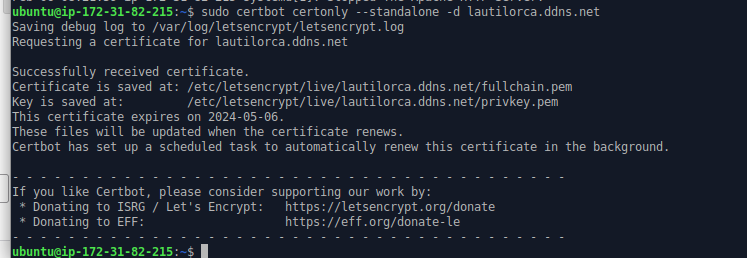 ubuntu@ip-172-31-82-215:~$ sudo certbot certonly --standalone -d lautilorca.ddns.net
Saving debug log to /var/log/letsencrypt/letsencrypt.log
Requesting a certificate for lautilorca.ddns.net

Successfully received certificate.
Certificate is saved at: /etc/letsencrypt/live/lautilorca.ddns.net/fullchain.pem
Key is saved at:         /etc/letsencrypt/live/lautilorca.ddns.net/privkey.pem
This certificate expires on 2024-05-06.
These files will be updated when the certificate renews.
Certbot has set up a scheduled task to automatically renew this certificate in the background.

- - - - - - - - - - - - - - - - - - - - - - - - - - - - - - - - - - - - - - - -
If you like Certbot, please consider supporting our work by:
 * Donating to ISRG / Let's Encrypt:   https://letsencrypt.org/donate
 * Donating to EFF:                    https://eff.org/donate-le
- - - - - - - - - - - - - - - - - - - - - - - - - - - - - - - - - - - - - - - -
ubuntu@ip-172-31-82-215:~$